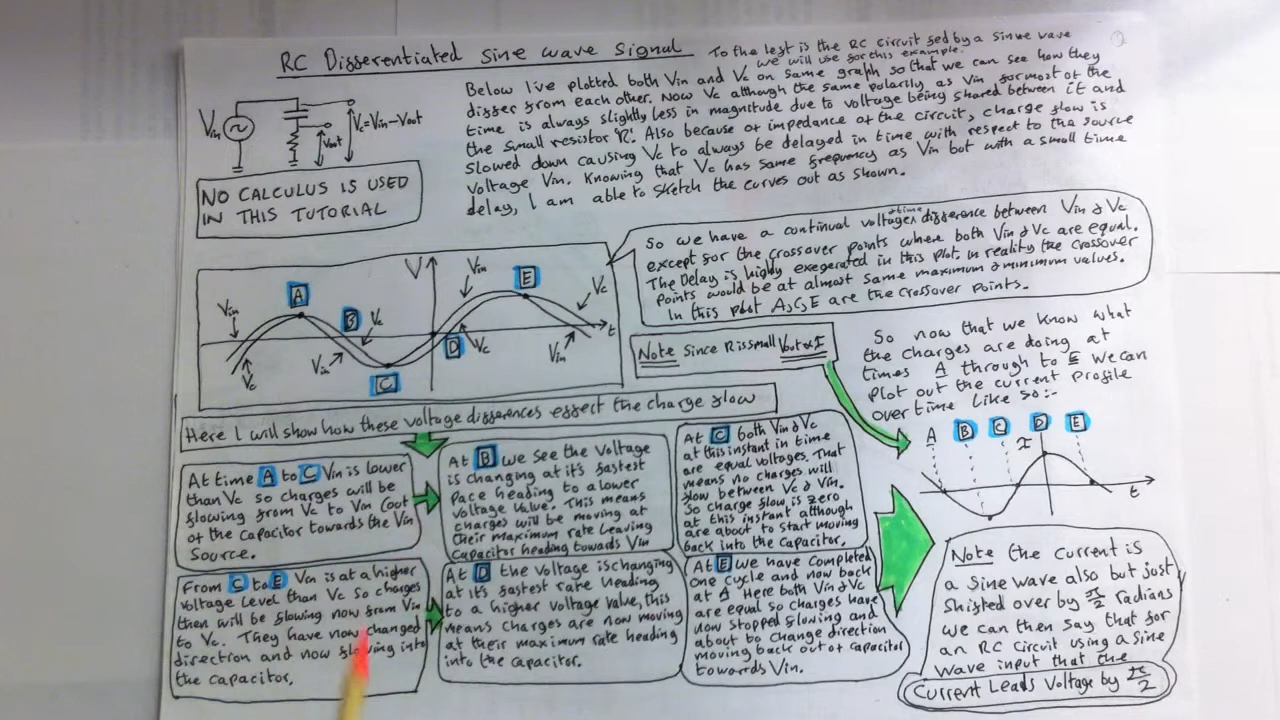 RC Differentiated Sine wave Signal
To the left is the RC circuit fed by a sinwe wave
we will use for this example.
Vin
Vout
Vc=Vin-Vout
NO CALCULUS IS USED
IN THIS TUTORIAL
Below I've plotted both Vin and Vc on same graph so that we can see how they
differ from each other. Now Vc although the same polarily as Vin for most of the
time is always slightly less in magnitude due to voltage being shared between it and
the small resistor 'R'. Also because of impedance of the circuit, charge flow is
slowed down causing Vc to always be delayed in time with respect to the source
voltage Vin. Knowing that Vc has same frequency as Vin but with a small time
delay, I am able to sketch the curves out as shown.
So we have a continual voltage & time difference between Vin & Vc
except for the crossover points where both Vin & Vc are equal.
The Delay is highly exegerated in this plot. In reality the crossover
points would be at almost same maximum & minimum values.
In this plot A, C, E are the crossover points.
Vin
Vc
A
B
Vc
Vin
C
V
Vin
D
Vc
E
Vc
Vin
t
Note Since R is small Vout ∝ I
So now that we know what
the charges are doing at
times A through to E we can
plot out the current profile
over time like so:-
A B C D E
I
t
Here I will show how these voltage differences effect the charge flow
At time A to C Vin is lower
than Vc so charges will be
flowing from Vc to Vin (out
of the capacitor towards the Vin
source.
At B we see the Voltage
is changing at it's fastest
pace heading to a lower
voltage value. This means
charges will be moving at
their maximum rate leaving
capacitor heading towards Vin
At C both Vin & Vc
at this instant in time
are equal voltages. That
means no charges will
flow between Vc & Vin.
So charge flow is zero
at this instant although
are about to start moving
back into the capacitor.
From C to E Vin is at a higher
voltage level than Vc so charges
then will be flowing now from Vin
to Vc. They have now changed
direction and now flowing into
the capacitor.
At D the voltage is changing
at it's fastest rate heading
to a higher voltage value, this
means charges are now moving
at their maximum rate heading
into the capacitor.
At E we have completed
one cycle and now back
at A. Here both Vin & Vc
are equal so charges have
now stopped flowing and
about to change direction
moving back out of capacitor
towards Vin.
Note the current is
a sine wave also but just
shifted over by π/2 radians
we can then say that for
an RC circuit using a sine
wave input that the
Current Leads Voltage by π/2